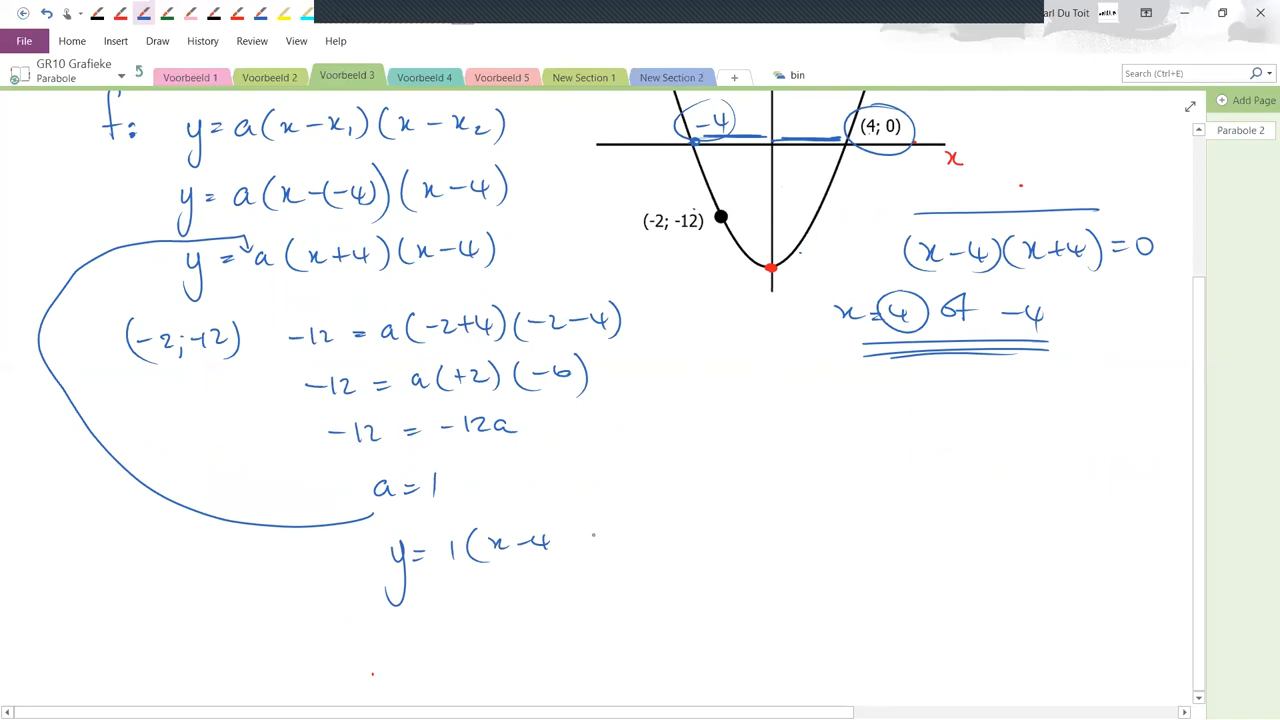 arl Du Toit
File Home Insert Draw History Review View Help
GR10 Grafieke
Parabole
Voorbeeld 1 Voorbeeld 2 Voorbeeld 3 Voorbeeld 4 Voorbeeld 5 New Section 1 New Section 2 + bin
Search (Ctrl+E)
Add Page
Parabole 2
f: y = a(x-x₁)(x-x₂)
y = a(x-(-4))(x-4)
y = a(x+4)(x-4)
(-2;-12) -12 = a(-2+4)(-2-4)
-12 = a(+2)(-6)
-12 = -12a
a = 1
y = 1(x-4
-4
(4; 0)
x
(-2; -12)
(x-4)(x+4) = 0
x = 4 of -4